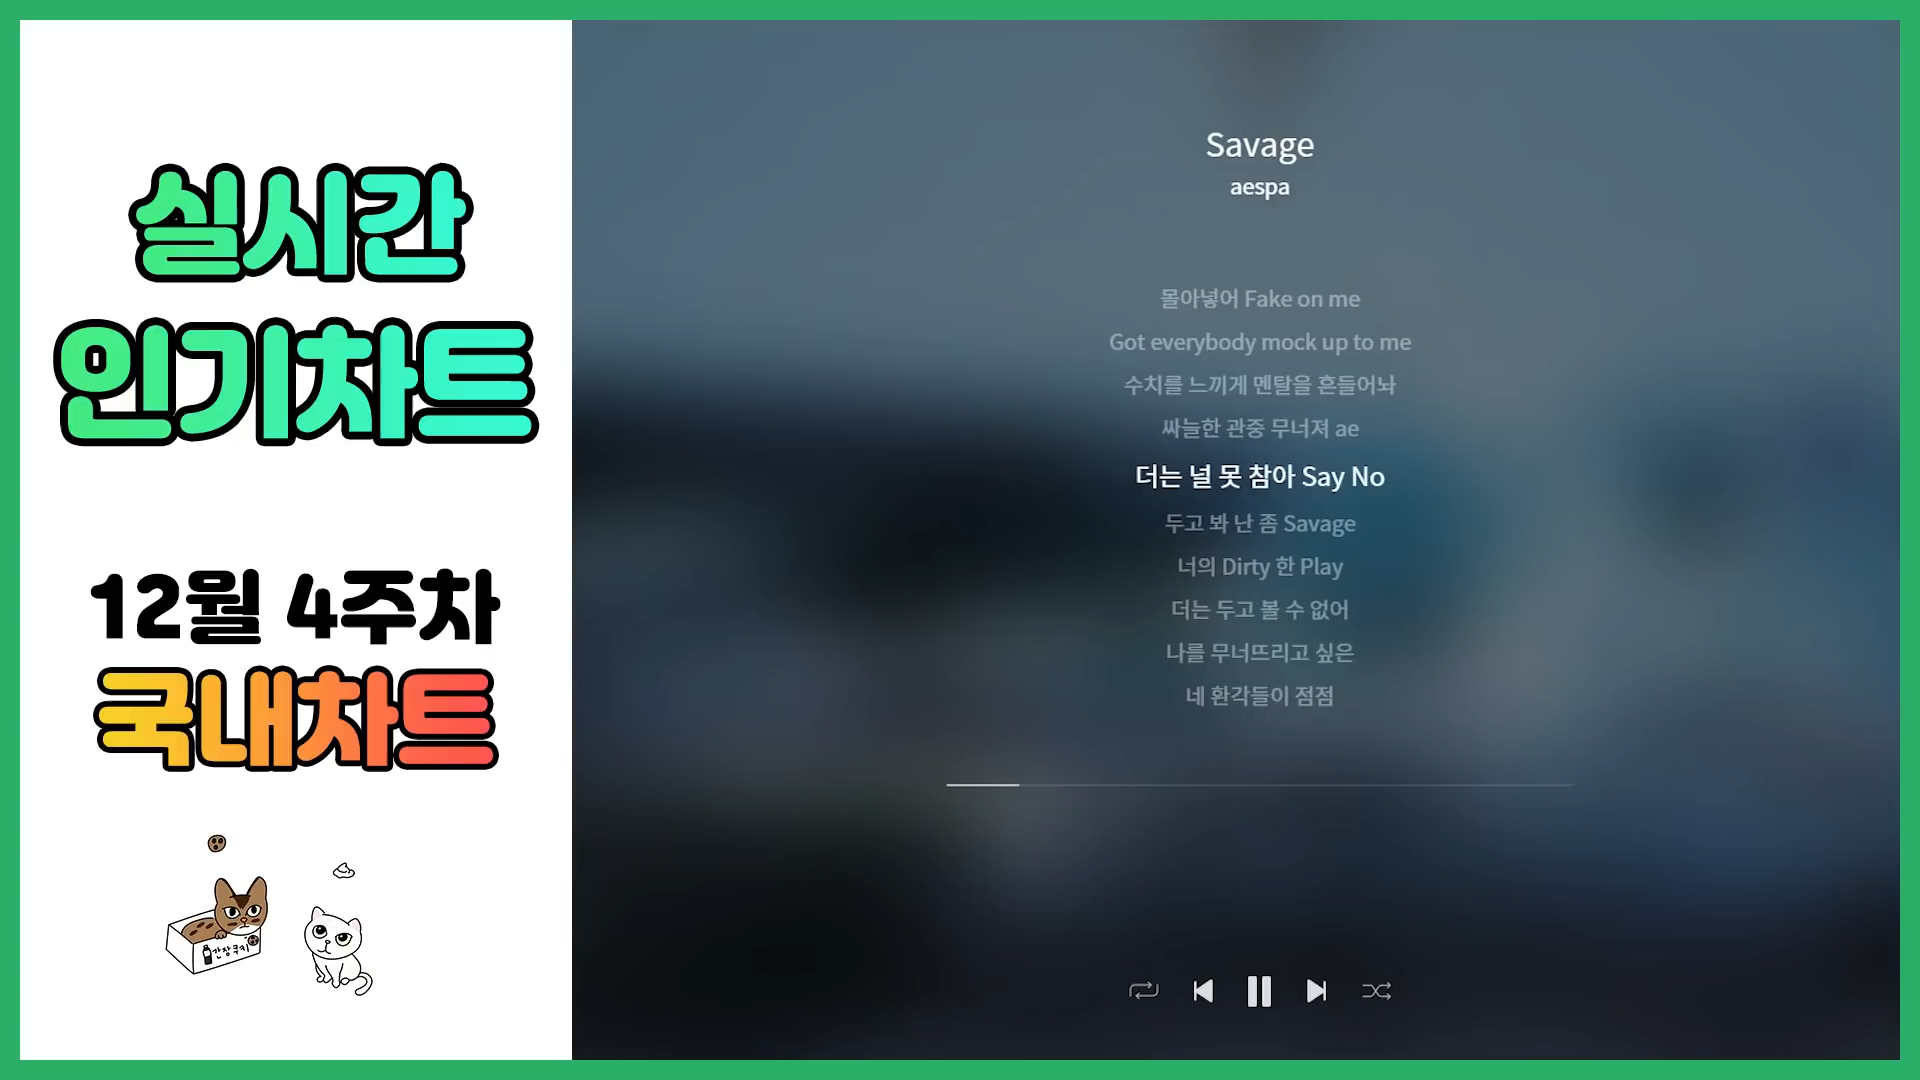 실시간
인기차트
12월 4주차
국내차트
간장쿠키
Savage
aespa
몰아넣어 Fake on me
Got everybody mock up to me
수치를 느끼게 멘탈을 흔들어놔
싸늘한 관중 무너져 ae
더는 널 못 참아 Say No
두고 봐 난 좀 Savage
너의 Dirty 한 Play
더는 두고 볼 수 없어
나를 무너뜨리고 싶은
네 환각들이 점점